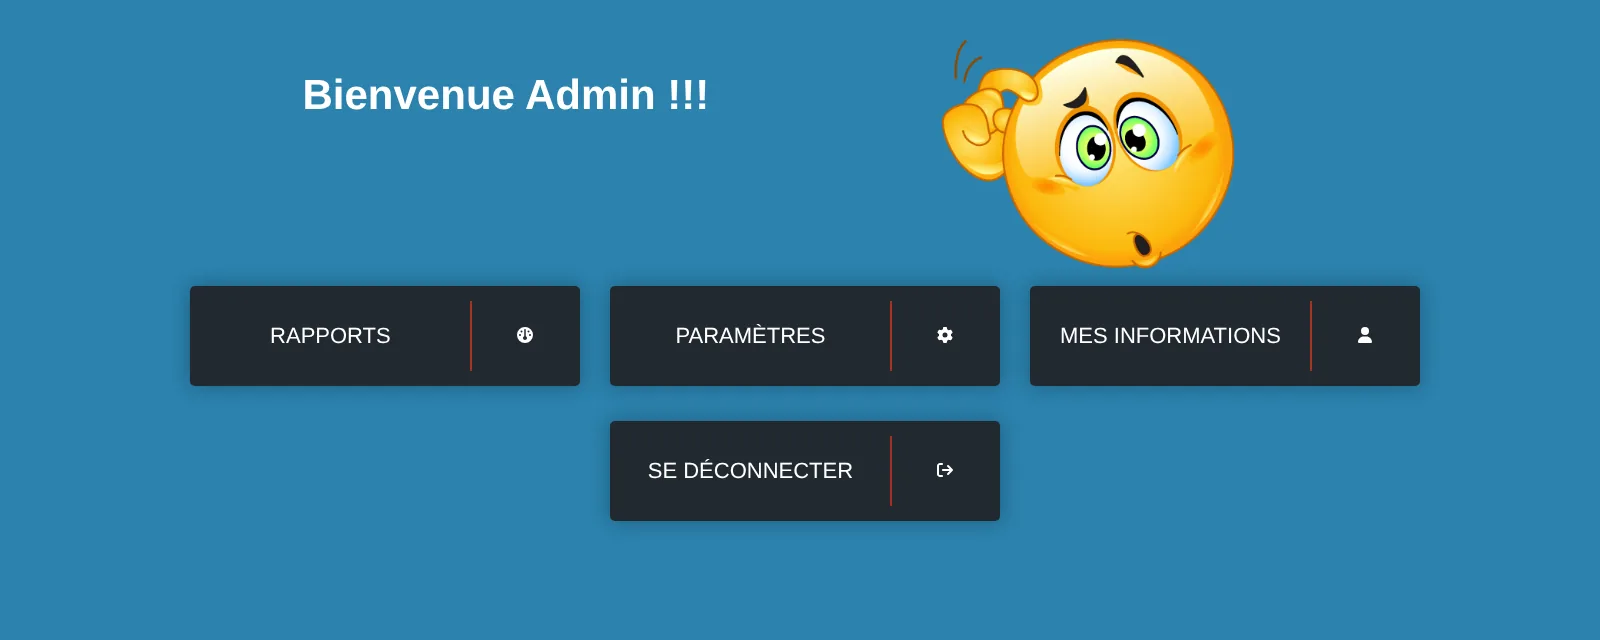 Bienvenue Admin !!!
RAPPORTS
PARAMÈTRES
MES INFORMATIONS
SE DÉCONNECTER